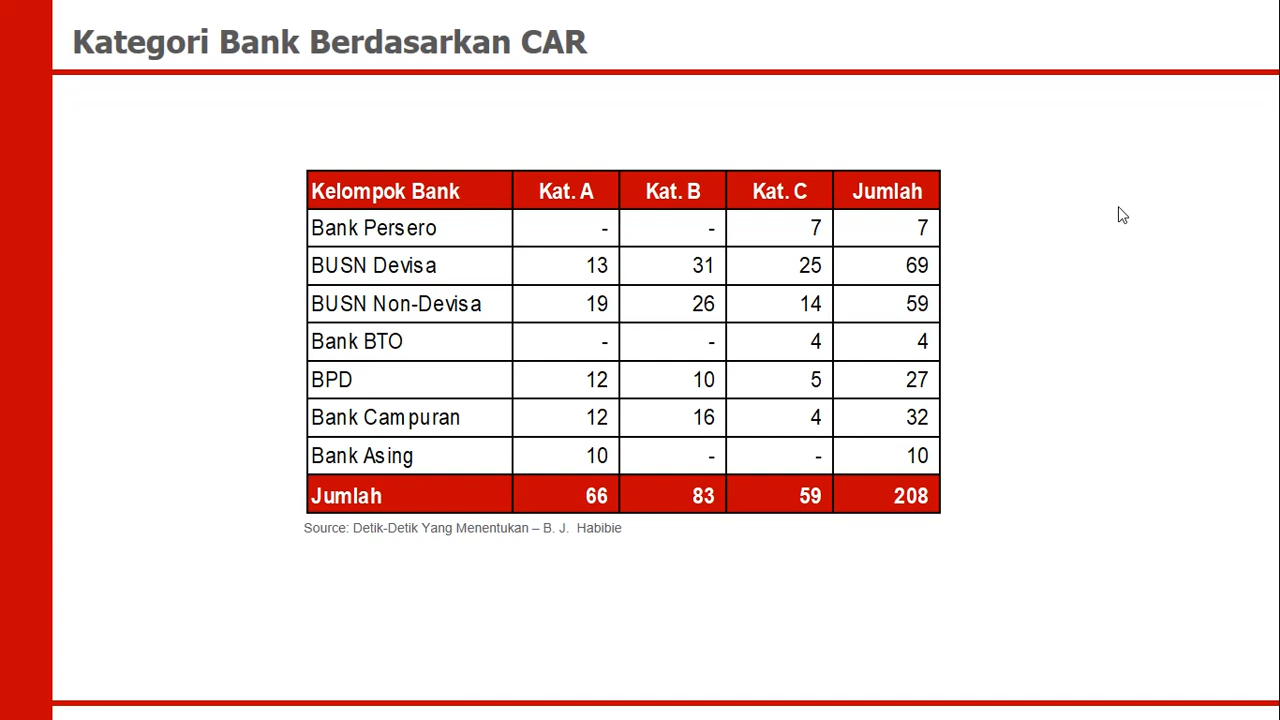 Kategori Bank Berdasarkan CAR
Kelompok Bank Kat. A Kat. B Kat. C Jumlah
Bank Persero - - 7 7
BUSN Devisa 13 31 25 69
BUSN Non-Devisa 19 26 14 59
Bank BTO - - 4 4
BPD 12 10 5 27
Bank Campuran 12 16 4 32
Bank Asing 10 - - 10
Jumlah 66 83 59 208
Source: Detik-Detik Yang Menentukan – B. J. Habibie